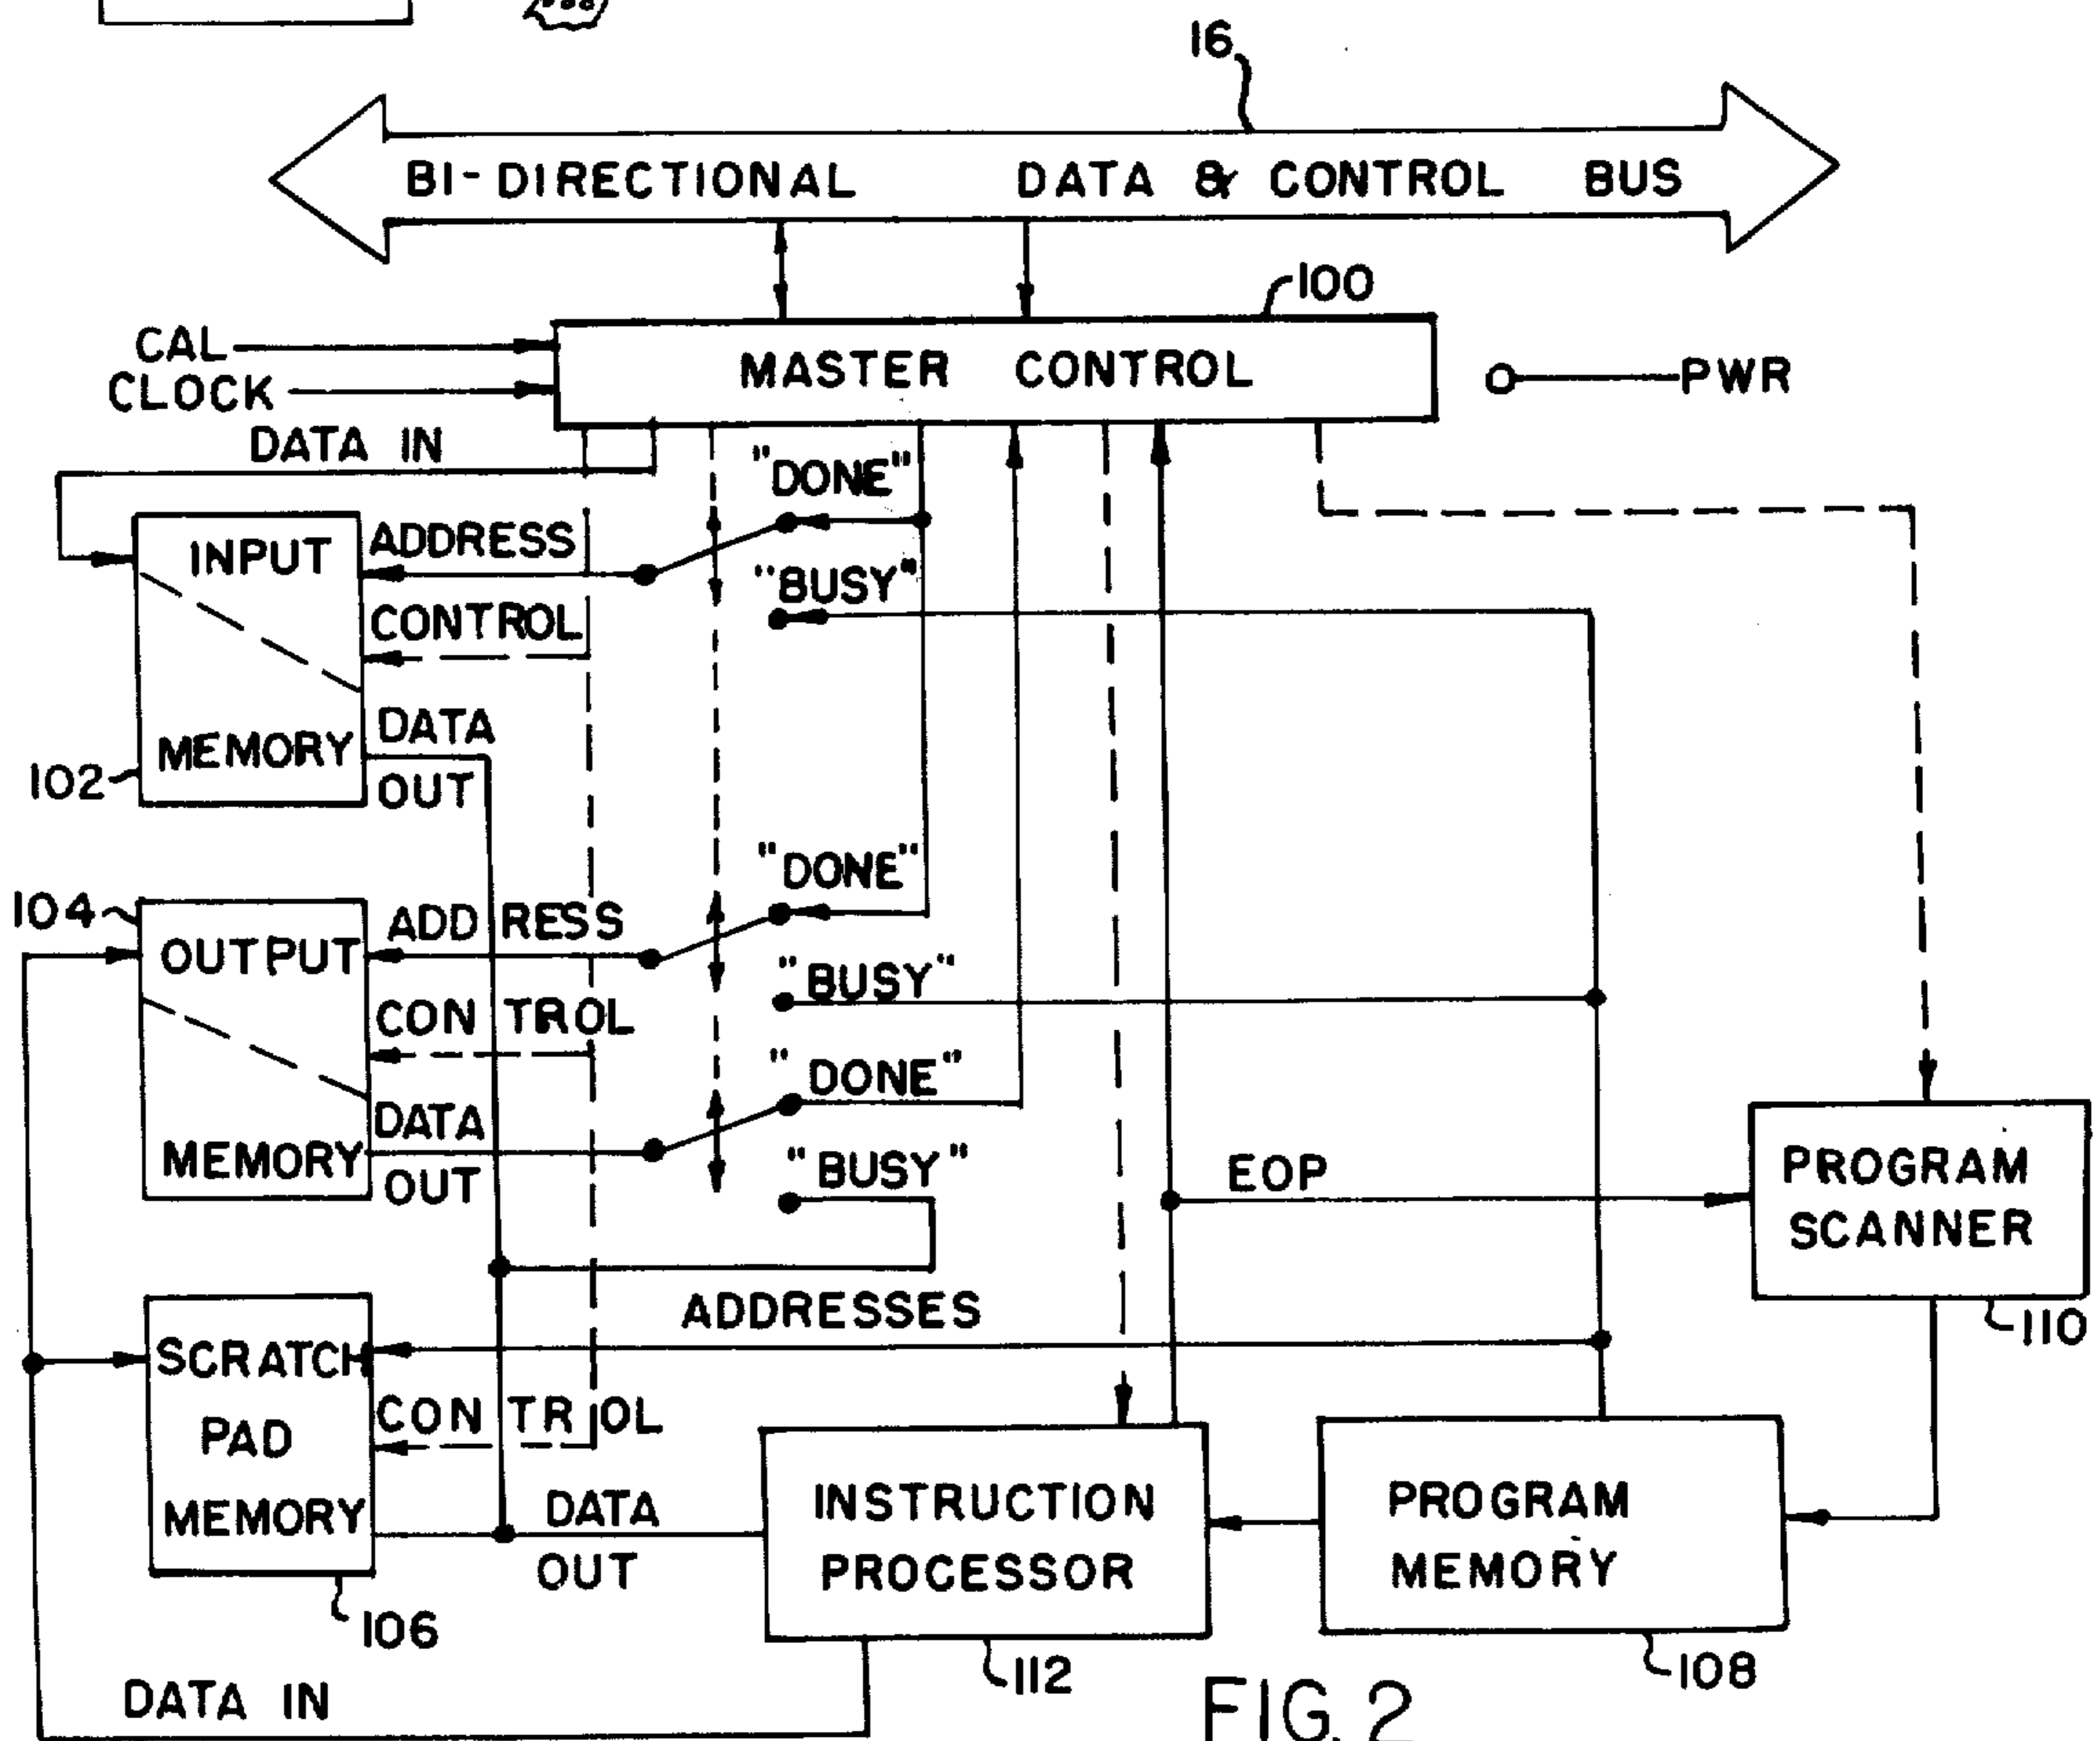 16
BI-DIRECTIONAL DATA & CONTROL BUS
100
CAL
CLOCK
MASTER CONTROL
PWR
DATA IN
"DONE"
INPUT
MEMORY
102
ADDRESS
"BUSY"
CONTROL
DATA
OUT
"DONE"
104
OUTPUT
MEMORY
ADDRESS
"BUSY"
CONTROL
"DONE"
DATA
OUT
"BUSY"
EOP
PROGRAM
SCANNER
110
ADDRESSES
SCRATCH
PAD
MEMORY
106
CONTROL
DATA
OUT
INSTRUCTION
PROCESSOR
112
PROGRAM
MEMORY
108
DATA IN
FIG. 2